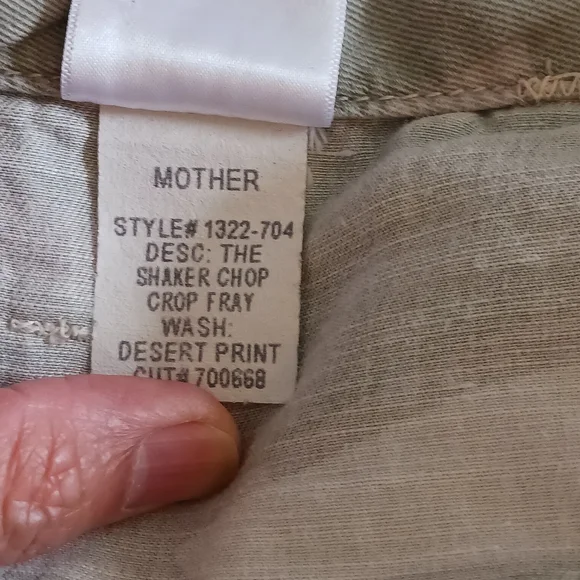 MOTHER
STYLE# 1322-704
DESC: THE
SHAKER CHOP
CROP FRAY
WASH:
DESERT PRINT
CUT# 700668